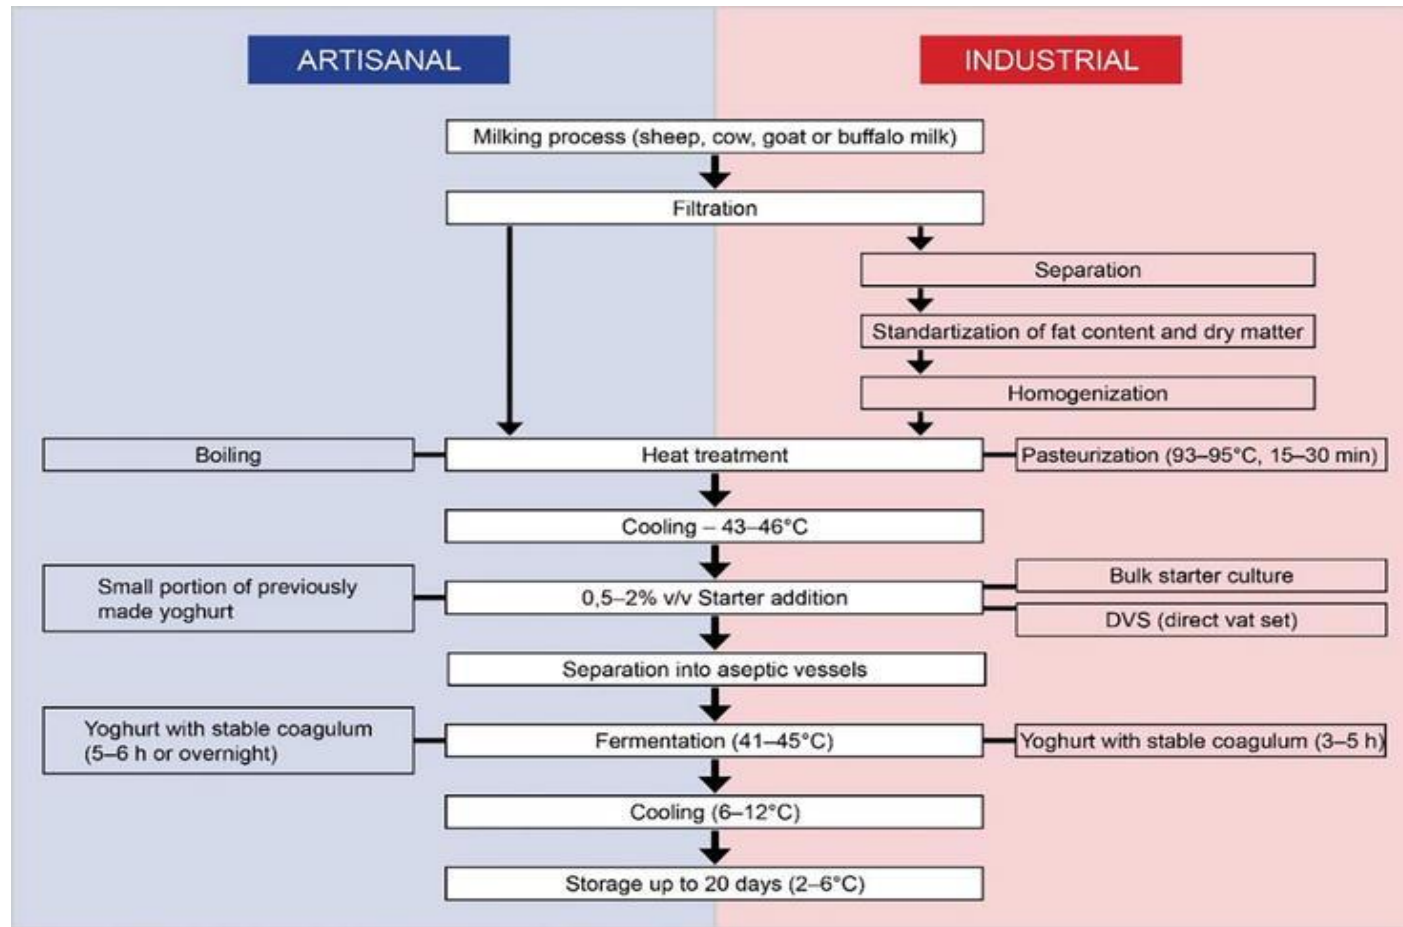 ARTISANAL
INDUSTRIAL
Milking process (sheep, cow, goat or buffalo milk)
Filtration
Separation
Standartization of fat content and dry matter
Homogenization
Boiling
Heat treatment
Pasteurization (93–95°C, 15–30 min)
Cooling – 43–46°C
Small portion of previously
made yoghurt
0,5–2% v/v Starter addition
Bulk starter culture
DVS (direct vat set)
Separation into aseptic vessels
Yoghurt with stable coagulum
(5–6 h or overnight)
Fermentation (41–45°C)
Yoghurt with stable coagulum (3–5 h)
Cooling (6–12°C)
Storage up to 20 days (2–6°C)